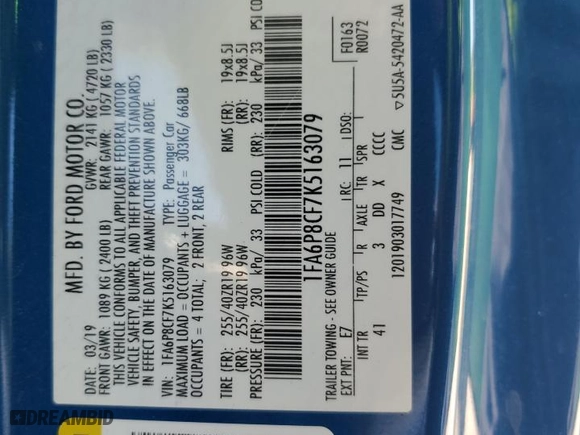 MFD. BY FORD MOTOR CO.
DATE: 03/19 GVWR: 2141 KG ( 4720 LB)
FRONT GAWR: 1089 KG ( 2400 LB) REAR GAWR: 1057 KG ( 2330 LB)
THIS VEHICLE CONFORMS TO ALL APPLICABLE FEDERAL MOTOR
VEHICLE SAFETY, BUMPER, AND THEFT PREVENTION STANDARDS
IN EFFECT ON THE DATE OF MANUFACTURE SHOWN ABOVE.
VIN: 1FA6P8CF7K5163079 TYPE: Passenger Car
MAXIMUM LOAD = OCCUPANTS + LUGGAGE = 303KG/ 668LB
OCCUPANTS = 4 TOTAL; 2 FRONT, 2 REAR
TIRE (FR): 255/40ZR19 96W RIMS (FR): 19x8.5J
(RR): 255/40ZR19 96W (RR): 19x8.5J
PRESSURE (FR): 230 kPa/ 33 PSI COLD (RR): 230 kPa/ 33 PSI COLD
1FA6P8CF7K5163079
TRAILER TOWING - SEE OWNER GUIDE
EXT PNT: E7 RC: 11 DSO: F0163
R0072
INT TR TP/PS R AXLE TR SPR
41 3 DD X CCCC
1201903017749 CMC ▽5U5A-5420472-AA
DREAMBID